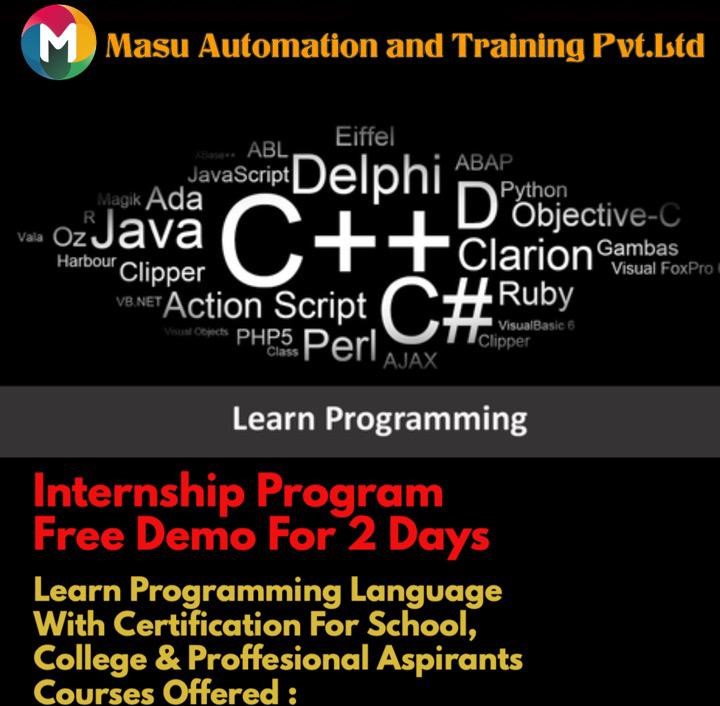 M Masu Automation and Training Pvt.Ltd
Eiffel
Xbase++ ABL Delphi ABAP
JavaScript
Magik Ada C++ D Python
R Objective-C
Vala Oz Java Clarion Gambas
Harbour Clipper Visual FoxPro
VB.NET Action Script C# Ruby
Visual Objects PHP5 Perl VisualBasic 6
Class AJAX Clipper
Learn Programming
Internship Program
Free Demo For 2 Days
Learn Programming Language
With Certification For School,
College & Proffesional Aspirants
Courses Offered :